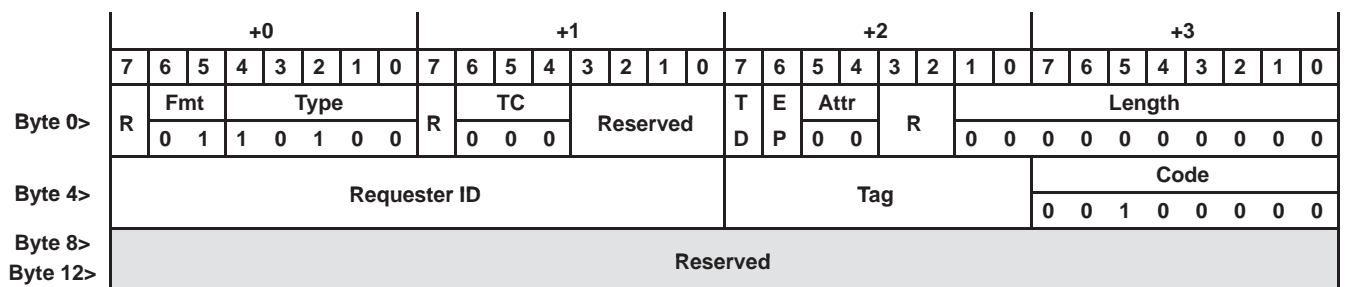 +0 +1 +2 +3
7 6 5 4 3 2 1 0 7 6 5 4 3 2 1 0 7 6 5 4 3 2 1 0 7 6 5 4 3 2 1 0
Byte 0> R Fmt Type R TC Reserved T E Attr R Length
0 1 1 0 1 0 0 0 0 0 D P 0 0 0 0 0 0 0 0 0 0 0 0
Byte 4> Requester ID Tag Code
0 0 1 0 0 0 0 0
Byte 8>
Reserved
Byte 12>